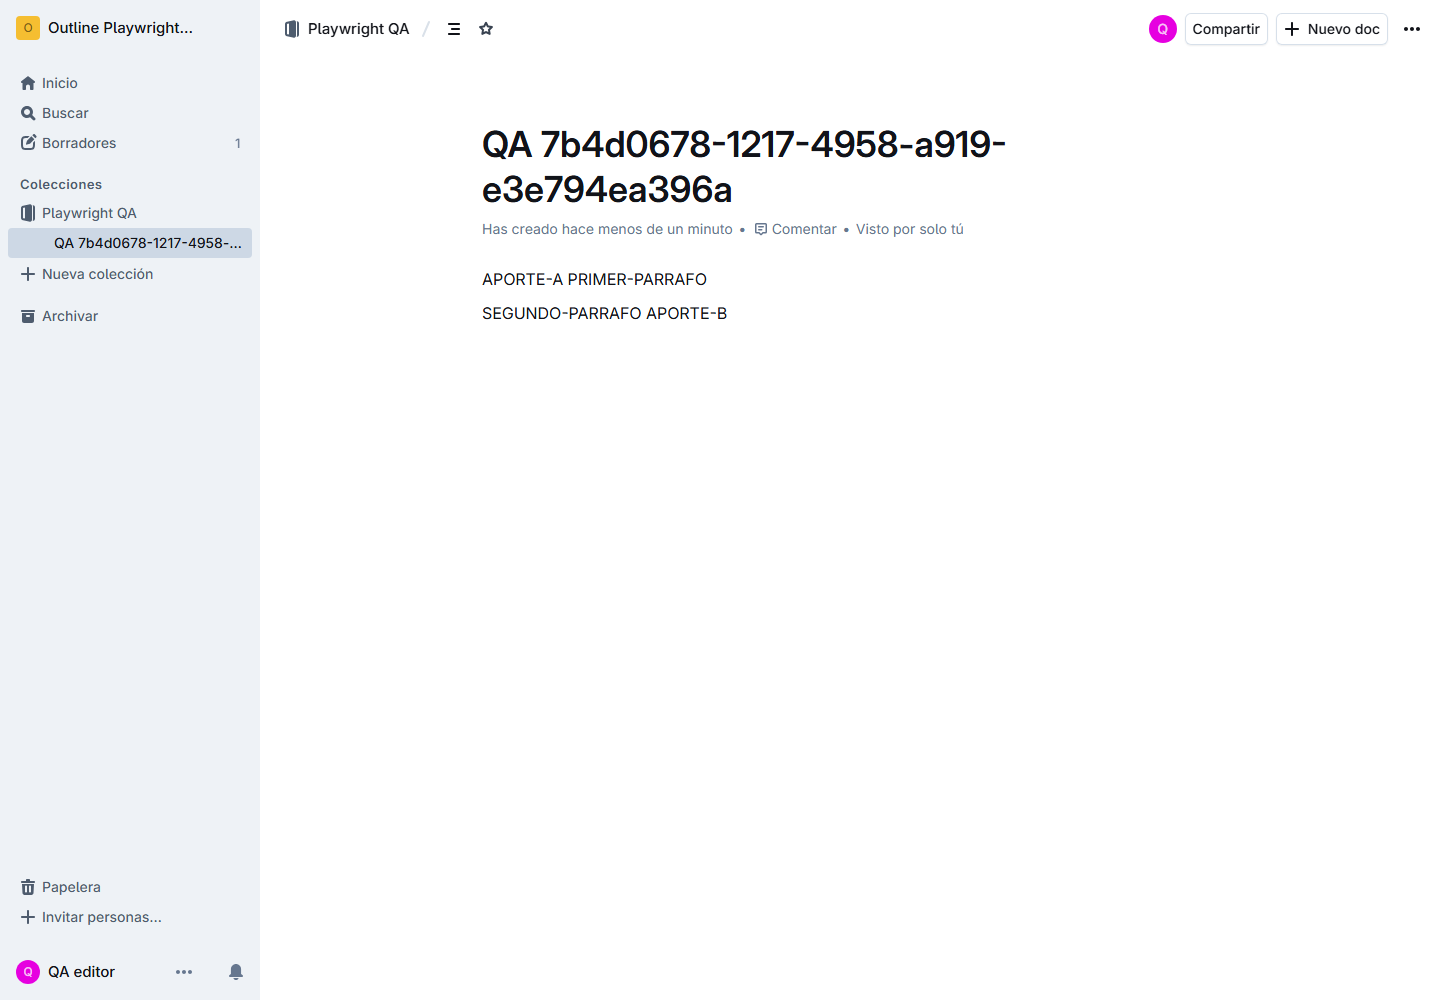 O Outline Playwright...
Inicio
Buscar
Borradores 1
Colecciones
Playwright QA
QA 7b4d0678-1217-4958-...
Nueva colección
Archivar
Papelera
Invitar personas...
Q QA editor
Playwright QA /
Q Compartir Nuevo doc
QA 7b4d0678-1217-4958-a919-
e3e794ea396a
Has creado hace menos de un minuto • Comentar • Visto por solo tú
APORTE-A PRIMER-PARRAFO
SEGUNDO-PARRAFO APORTE-B